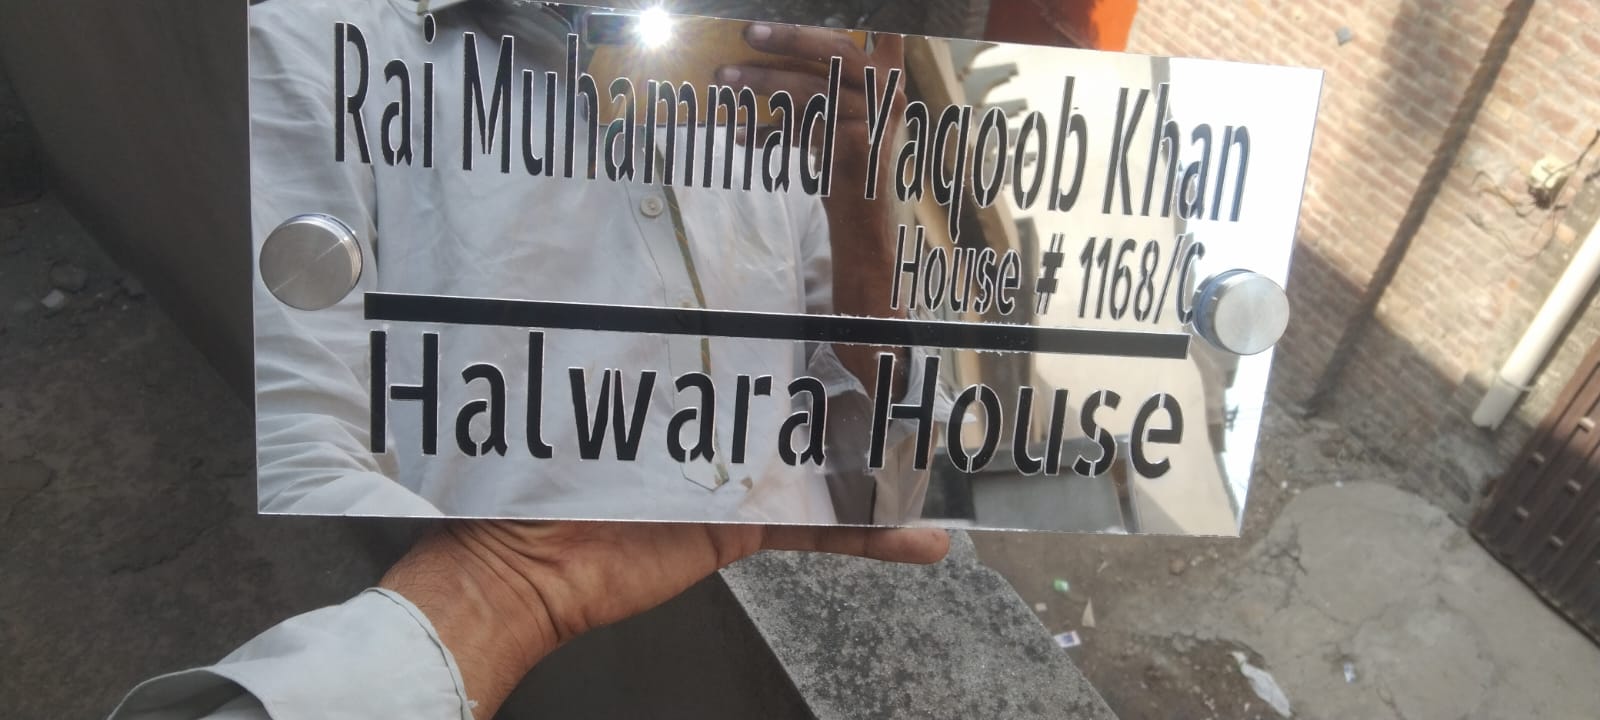 Rai Muhammad Yaqoob Khan
House # 1168/C
Halwara House